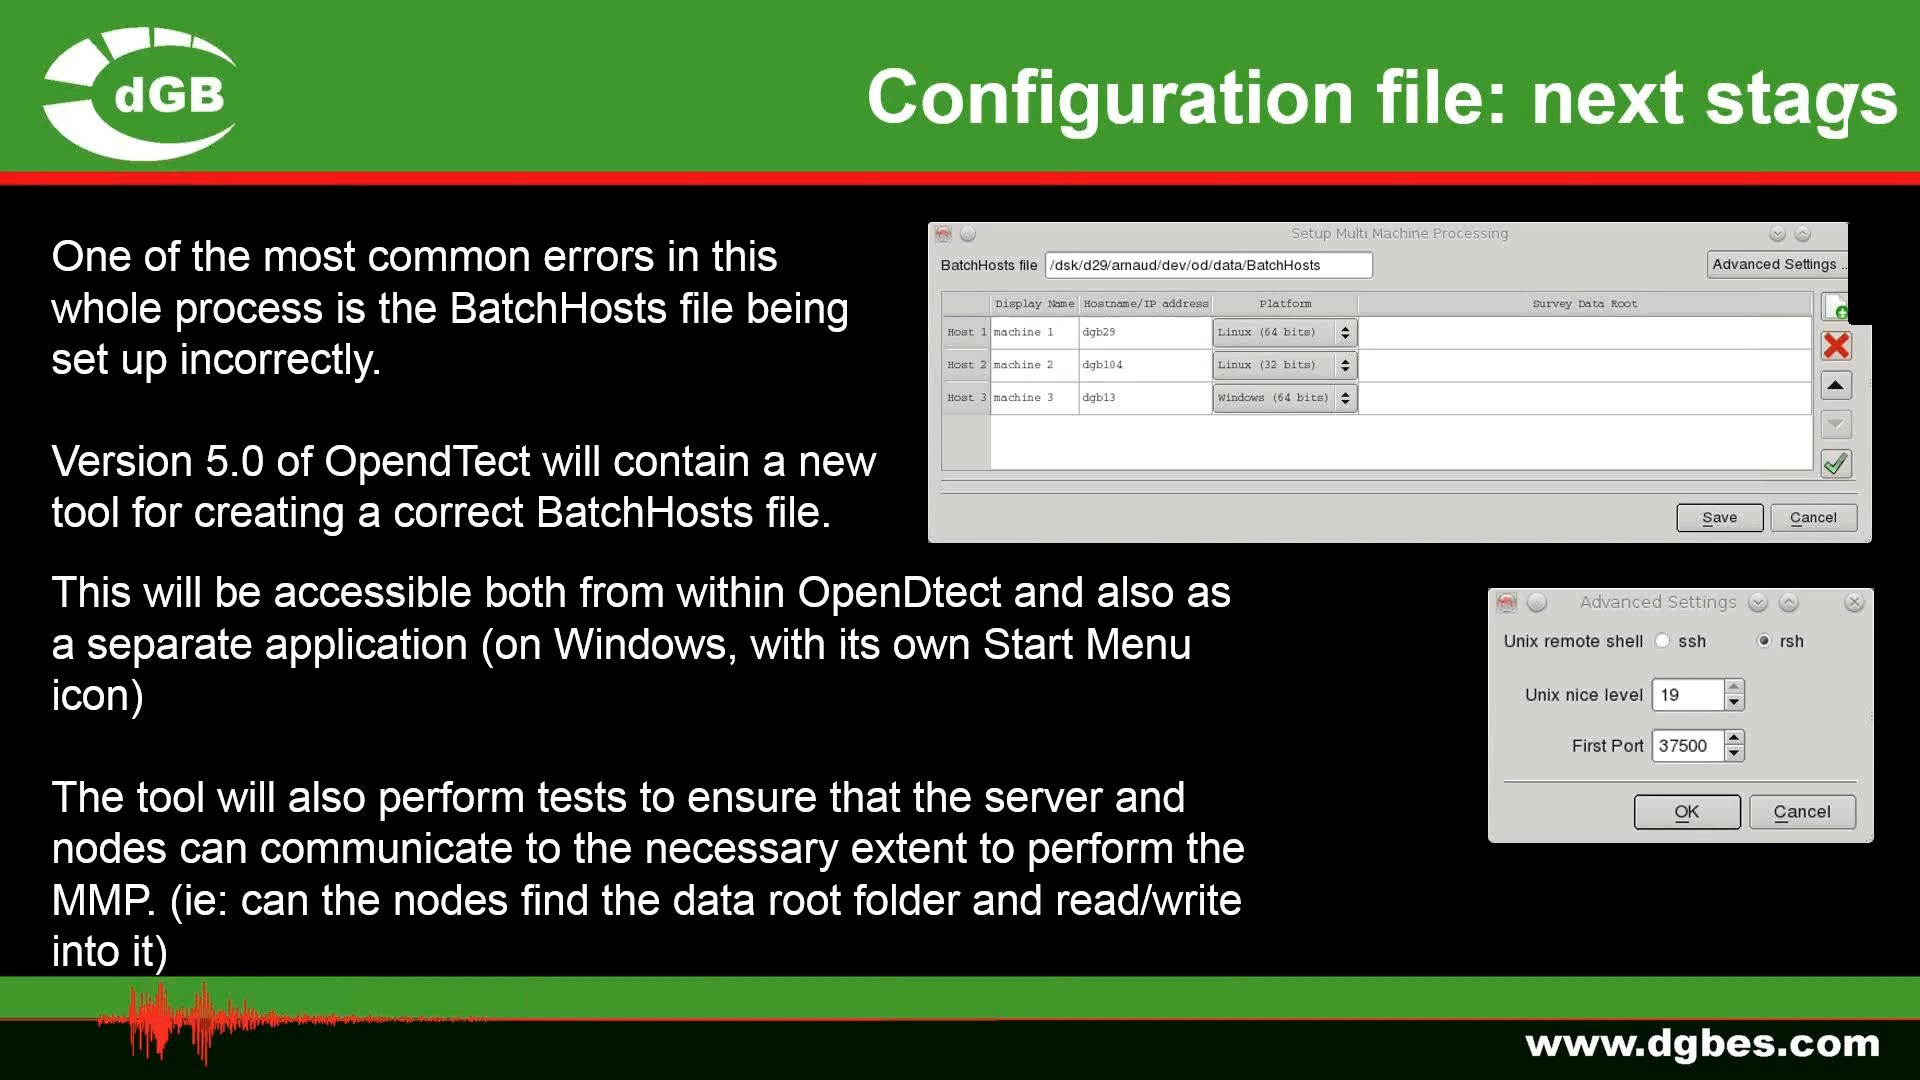 dGB
Configuration file: next stags
One of the most common errors in this
whole process is the BatchHosts file being
set up incorrectly.
Version 5.0 of OpendTect will contain a new
tool for creating a correct BatchHosts file.
This will be accessible both from within OpenDtect and also as
a separate application (on Windows, with its own Start Menu
icon)
The tool will also perform tests to ensure that the server and
nodes can communicate to the necessary extent to perform the
MMP. (ie: can the nodes find the data root folder and read/write
into it)
Setup Multi Machine Processing
BatchHosts file /dsk/d29/arnaud/dev/od/data/BatchHosts Advanced Settings ..
Display Name Hostname/IP address Platform Survey Data Root
Host 1 machine 1 dgb29 Linux (64 bits)
Host 2 machine 2 dgb104 Linux (32 bits)
Host 3 machine 3 dgb13 Windows (64 bits)
Save Cancel
Advanced Settings
Unix remote shell ssh rsh
Unix nice level 19
First Port 37500
OK Cancel
www.dgbes.com